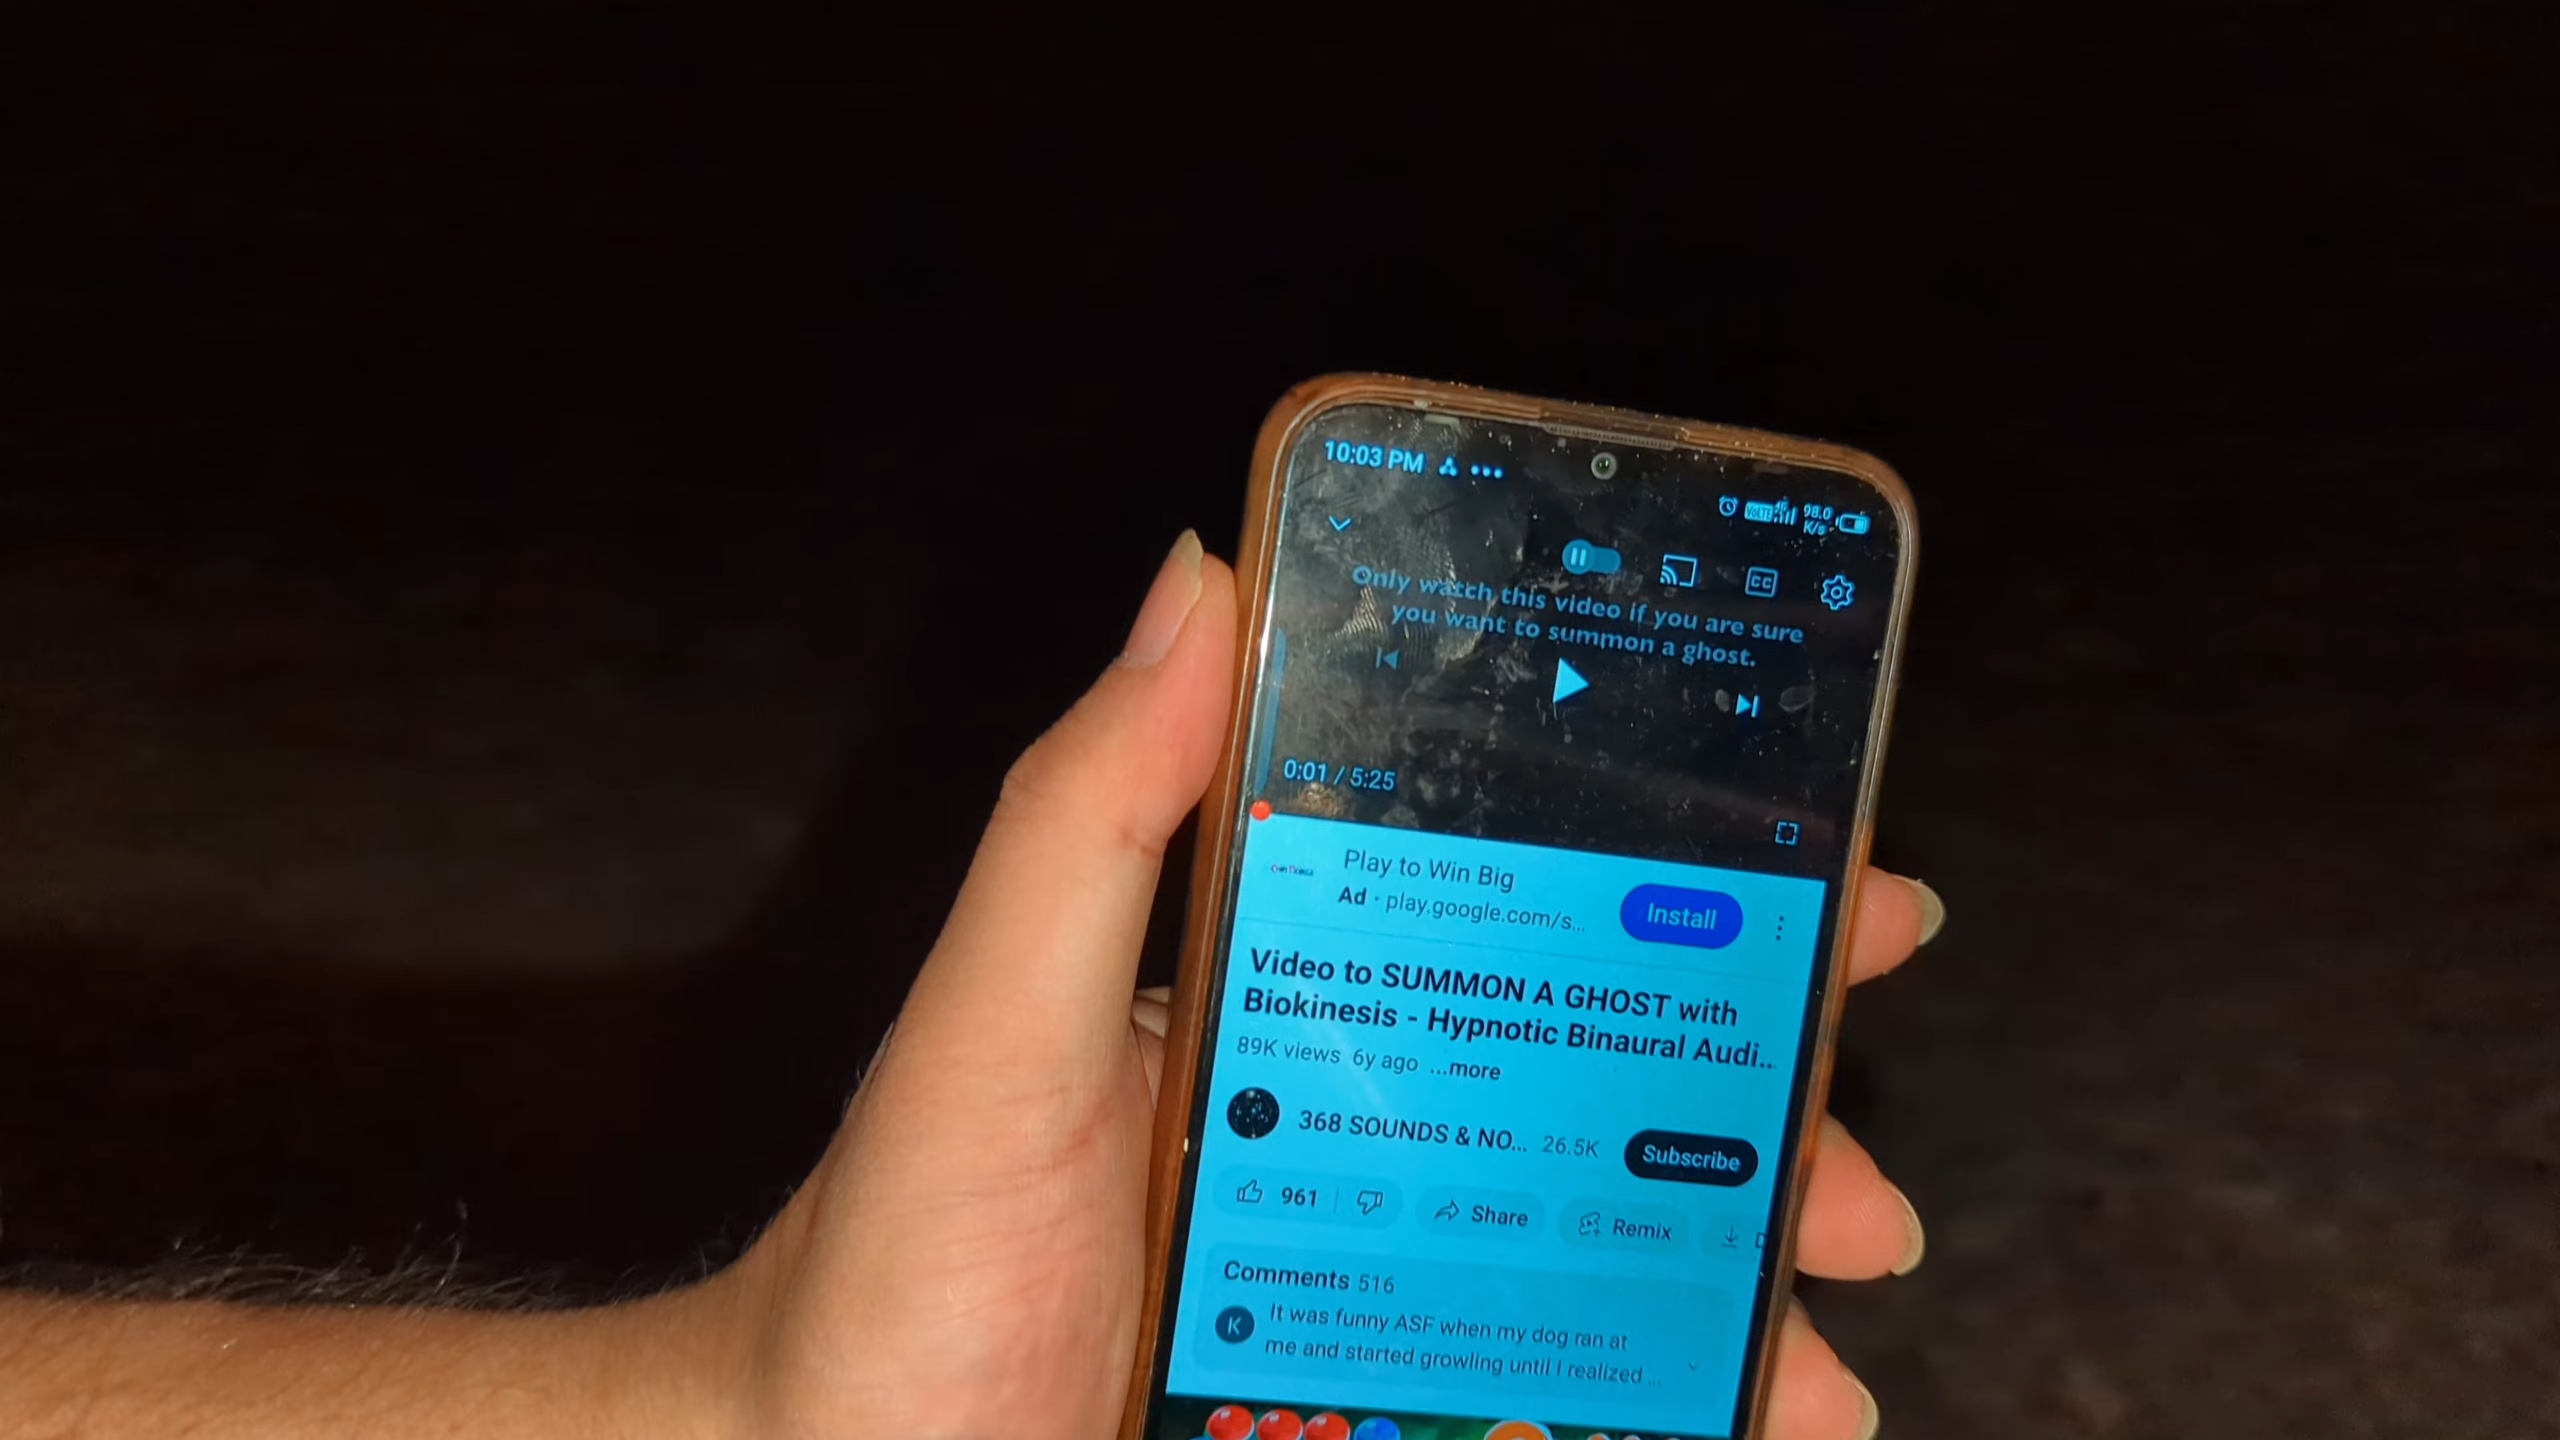 10:03 PM
VoLTE 4G 98.0 K/s
CC
Only watch this video if you are sure
you want to summon a ghost.
0:01 / 5:25
Play to Win Big
Ad · play.google.com/s...
Install
Video to SUMMON A GHOST with
Biokinesis - Hypnotic Binaural Audi...
89K views 6y ago ...more
368 SOUNDS & NO... 26.5K
Subscribe
961
Share
Remix
Comments 516
K
It was funny ASF when my dog ran at
me and started growling until I realized ...